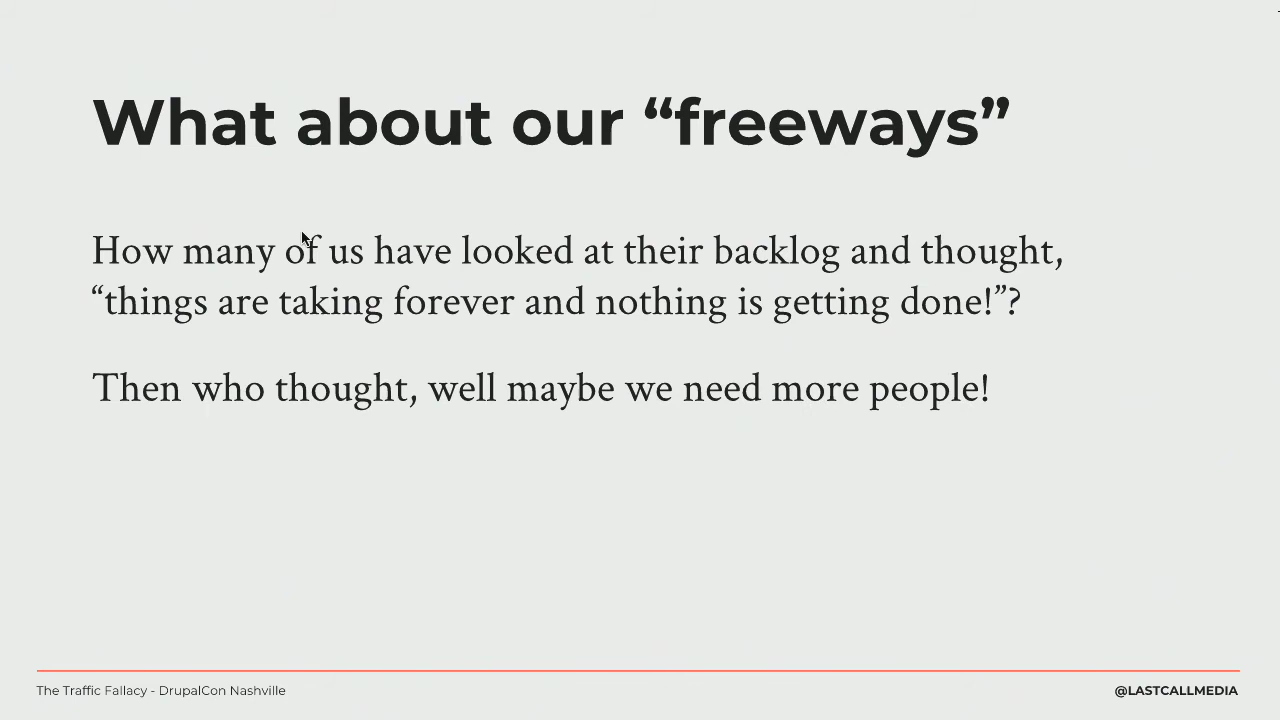 What about our “freeways”
How many of us have looked at their backlog and thought,
“things are taking forever and nothing is getting done!”?
Then who thought, well maybe we need more people!
The Traffic Fallacy - DrupalCon Nashville
@LASTCALLMEDIA